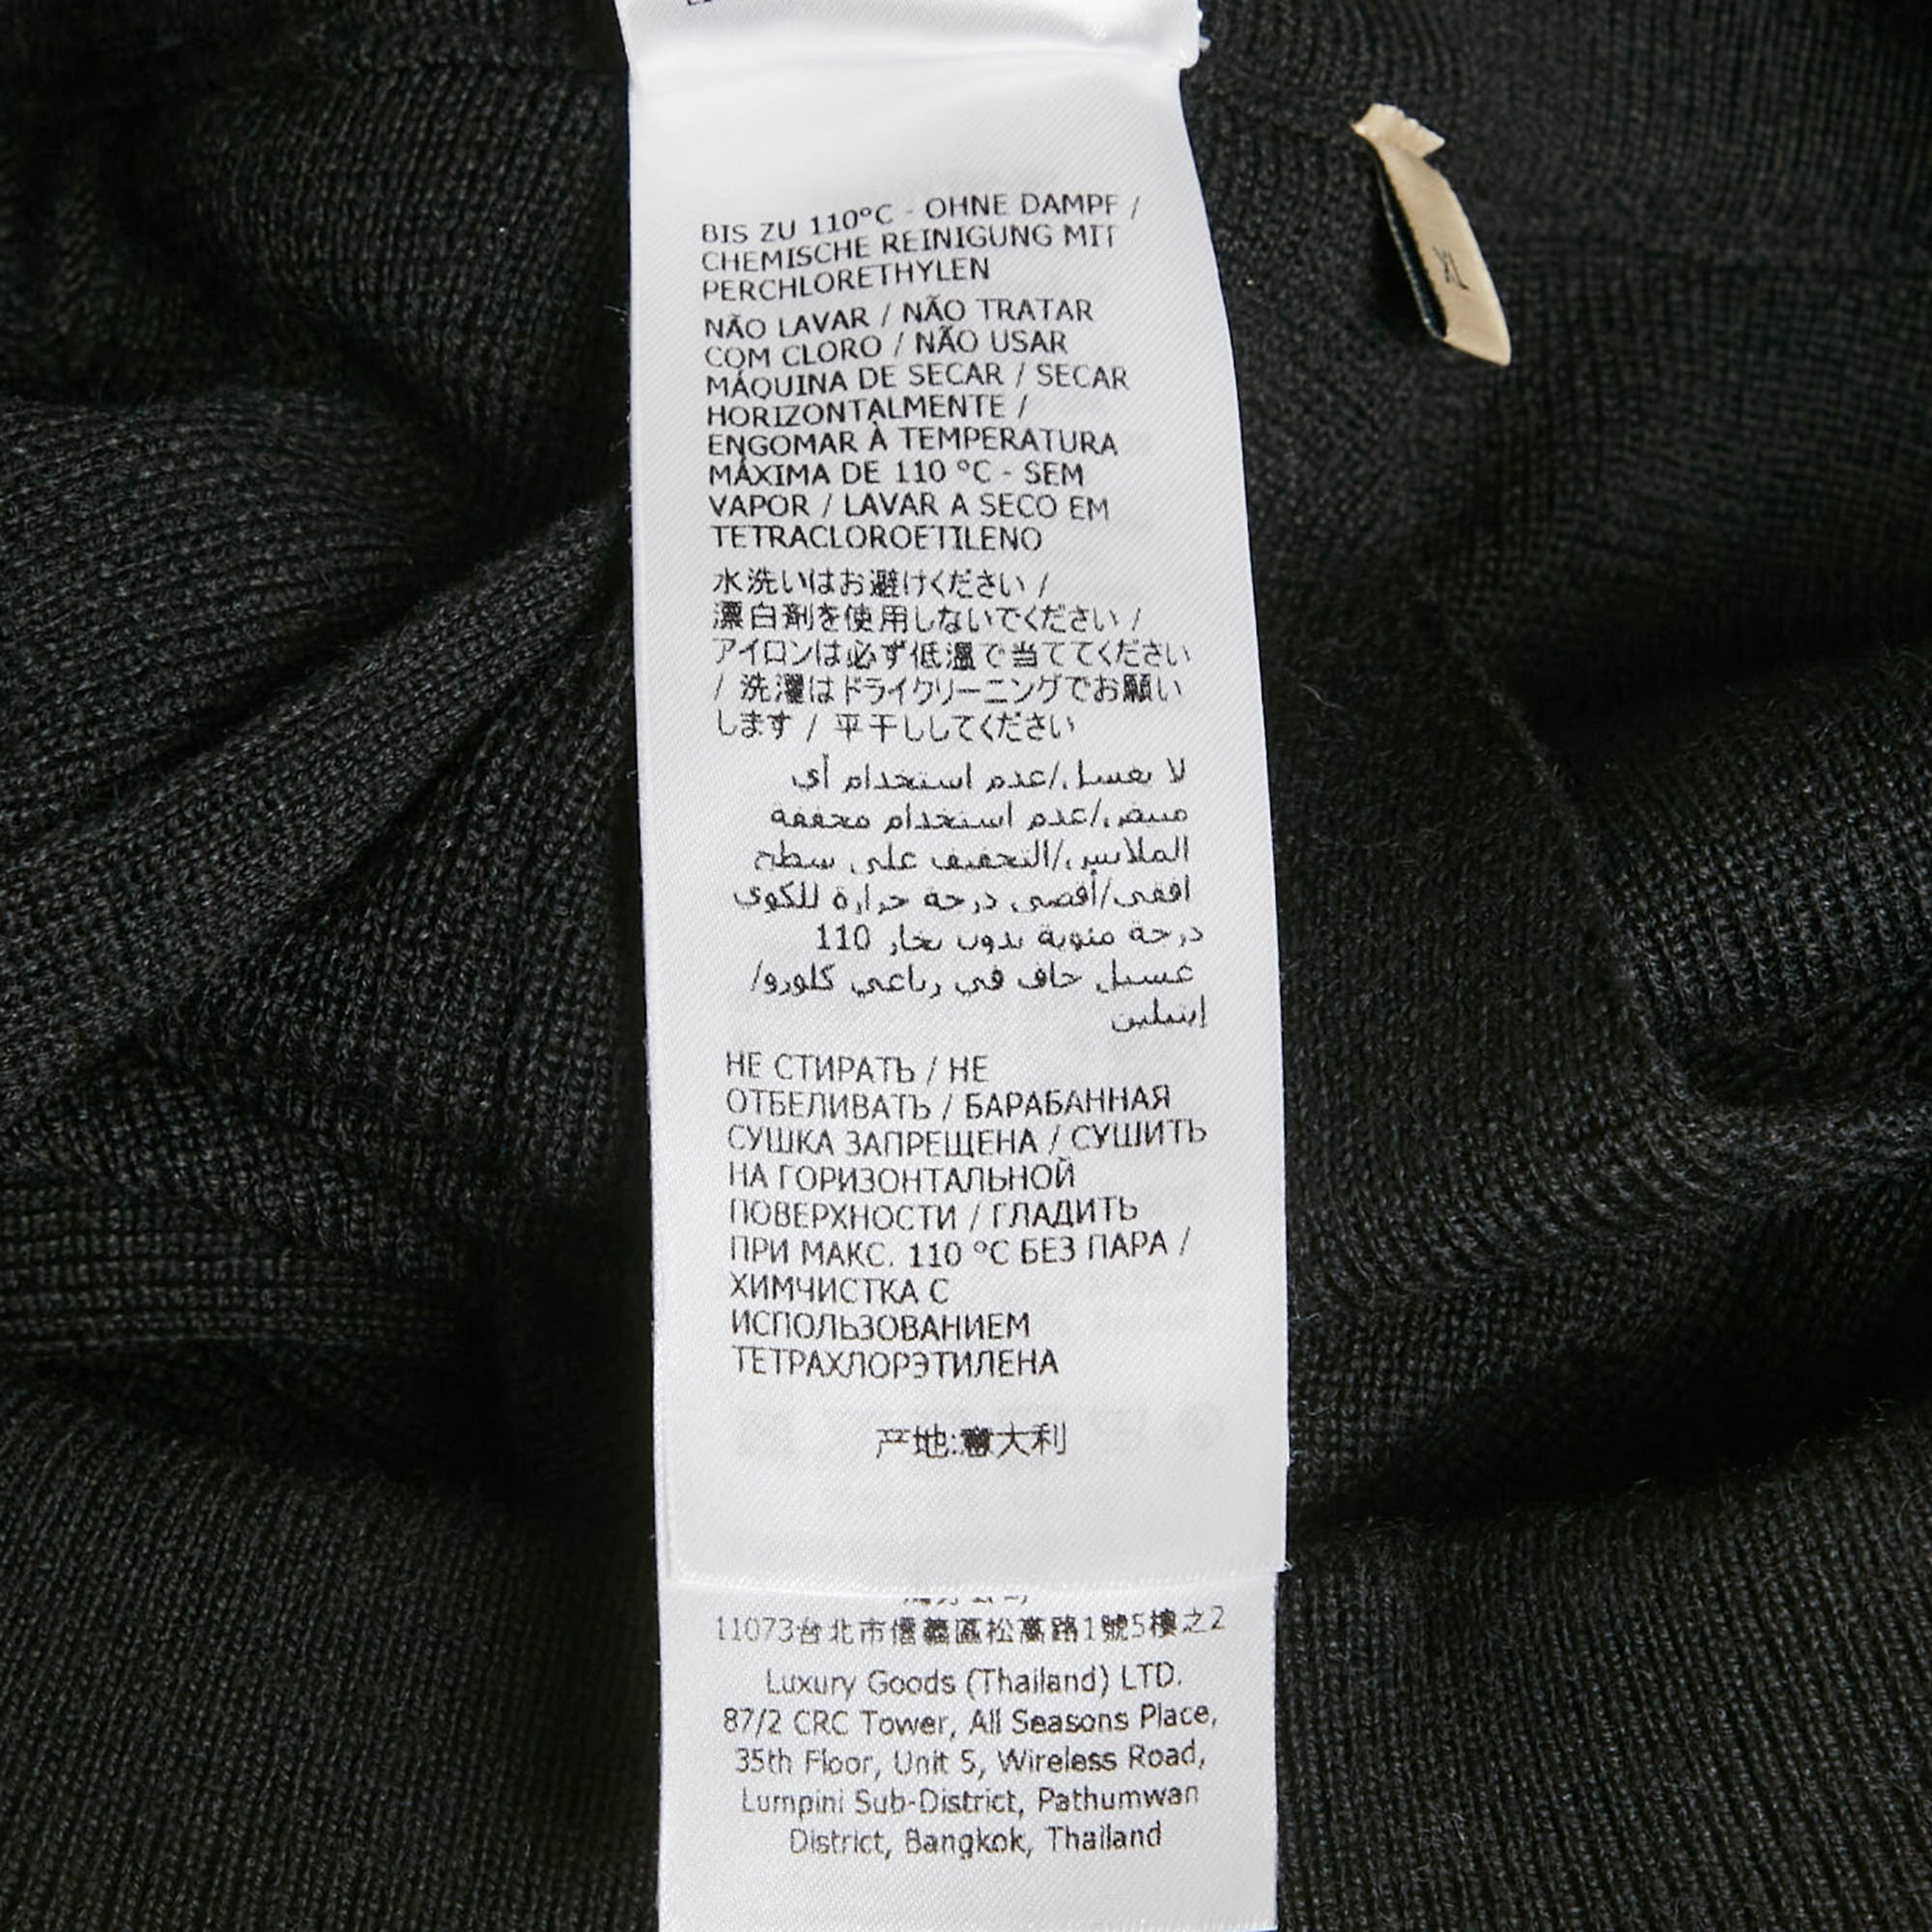 BIS ZU 110°C - OHNE DAMPF /
CHEMISCHE REINIGUNG MIT
PERCHLORETHYLEN
NÃO LAVAR / NÃO TRATAR
COM CLORO / NÃO USAR
MÁQUINA DE SECAR / SECAR
HORIZONTALMENTE /
ENGOMAR À TEMPERATURA
MÁXIMA DE 110 °C - SEM
VAPOR / LAVAR A SECO EM
TETRACLOROETILENO
水洗いはお避けください /
漂白剤を使用しないでください /
アイロンは必ず低温で当ててください
/ 洗濯はドライクリーニングでお願い
します / 平干ししてください
لا يغسل/عدم استخدام أي
مبيض/عدم استخدام مجففة
الملابس/التجفيف على سطح
افقي/أقصى درجة حرارة للكوي
درجة مئوية بدون بخار 110
غسيل جاف في رباعي كلورو/
إيثيلين
НЕ СТИРАТЬ / НЕ
ОТБЕЛИВАТЬ / БАРАБАННАЯ
СУШКА ЗАПРЕЩЕНА / СУШИТЬ
НА ГОРИЗОНТАЛЬНОЙ
ПОВЕРХНОСТИ / ГЛАДИТЬ
ПРИ МАКС. 110 °C БЕЗ ПАРА /
ХИМЧИСТКА С
ИСПОЛЬЗОВАНИЕМ
ТЕТРАХЛОРЭТИЛЕНА
产地:意大利
11073台北市信義區松高路1號5樓之2
Luxury Goods (Thailand) LTD.
87/2 CRC Tower, All Seasons Place,
35th Floor, Unit 5, Wireless Road,
Lumpini Sub-District, Pathumwan
District, Bangkok, Thailand
XL